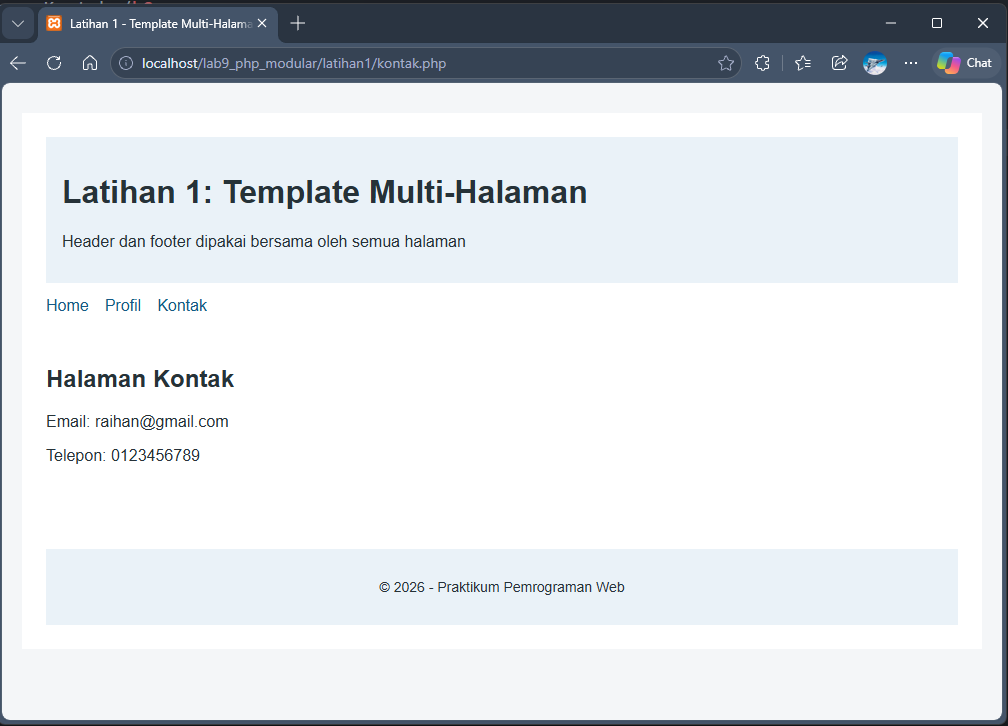 Latihan 1 - Template Multi-Halama
localhost/lab9_php_modular/latihan1/kontak.php
Chat
Latihan 1: Template Multi-Halaman
Header dan footer dipakai bersama oleh semua halaman
Home Profil Kontak
Halaman Kontak
Email: raihan@gmail.com
Telepon: 0123456789
© 2026 - Praktikum Pemrograman Web